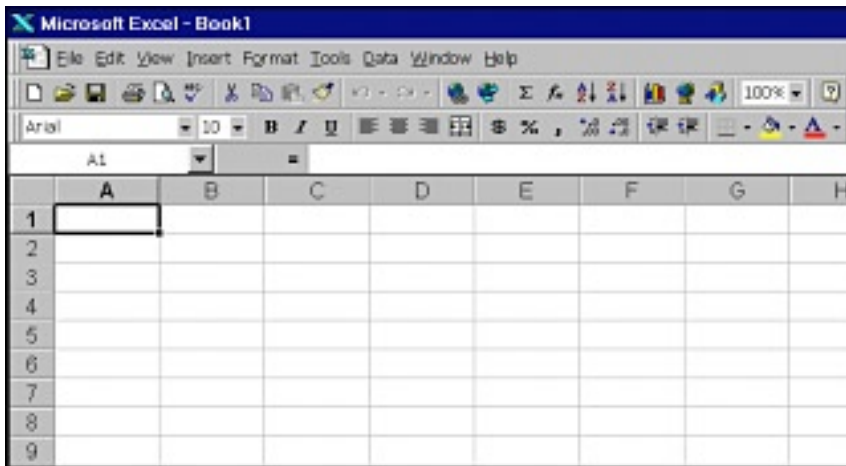 Microsoft Excel - Book1
File Edit View Insert Format Tools Data Window Help
Σ 100%
Arial 10 B I U $ % ,
A1 =
A B C D E F G H
1
2
3
4
5
6
7
8
9